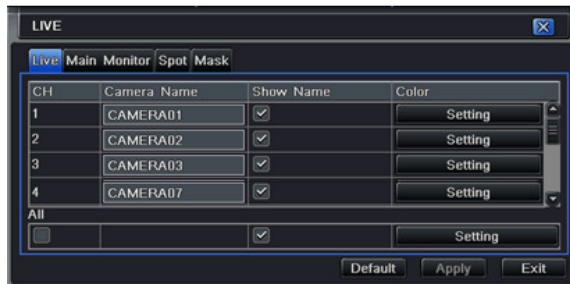 LIVE
Live Main Monitor Spot Mask
CH Camera Name Show Name Color
1 CAMERA01 Setting
2 CAMERA02 Setting
3 CAMERA03 Setting
4 CAMERA07 Setting
All
Setting
Default Apply Exit